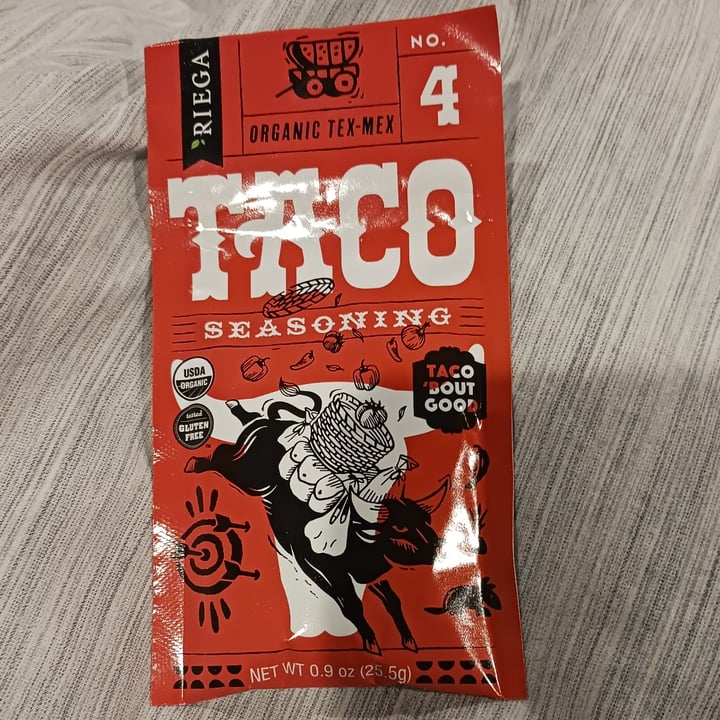 RIEGA
NO.
4
ORGANIC TEX-MEX
TACO
SEASONING
USDA
ORGANIC
tested
GLUTEN
FREE
TACO
'BOUT
GOOD
NET WT 0.9 oz (25.5g)